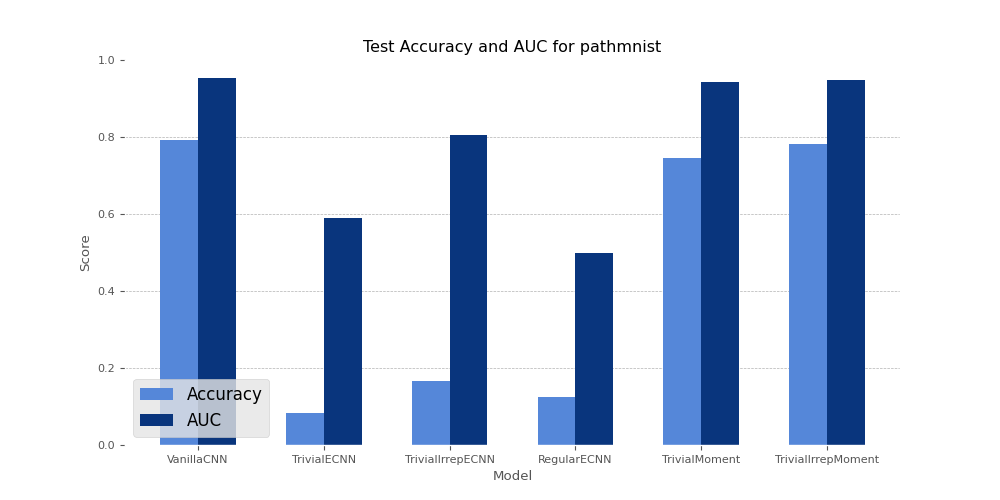 Test Accuracy and AUC for pathmnist
1.0
0.8
0.6
0.4
0.2
0.0
Score
Accuracy
AUC
VanillaCNN
TrivialECNN
TrivialIrrepECNN
RegularECNN
TrivialMoment
TrivialIrrepMoment
Model